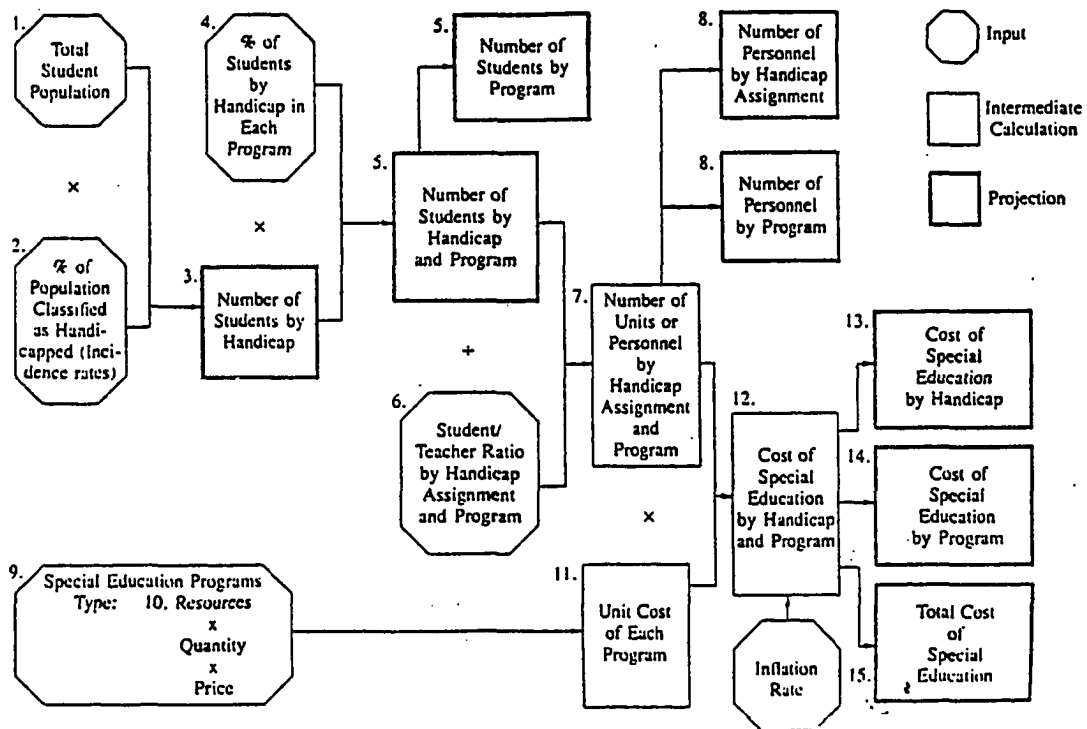 1.
Total
Student
Population
×
2.
% of
Population
Classified
as Handi-
capped (Inci-
dence rates)
3.
Number of
Students by
Handicap
4.
% of
Students
by
Handicap in
Each
Program
×
5.
Number of
Students by
Program
5.
Number of
Students by
Handicap
and Program
+
6.
Student/
Teacher Ratio
by Handicap
Assignment
and Program
7.
Number of
Units or
Personnel
by
Handicap
Assignment
and
Program
×
8.
Number of
Personnel
by Handicap
Assignment
8.
Number of
Personnel
by Program
9.
Special Education Programs
Type: 10. Resources
x
Quantity
x
Price
11.
Unit Cost
of Each
Program
12.
Cost of
Special
Education
by Handicap
and Program
Inflation
Rate
13.
Cost of
Special
Education
by Handicap
14.
Cost of
Special
Education
by Program
Total Cost
of
Special
15. Education
Input
Intermediate
Calculation
Projection